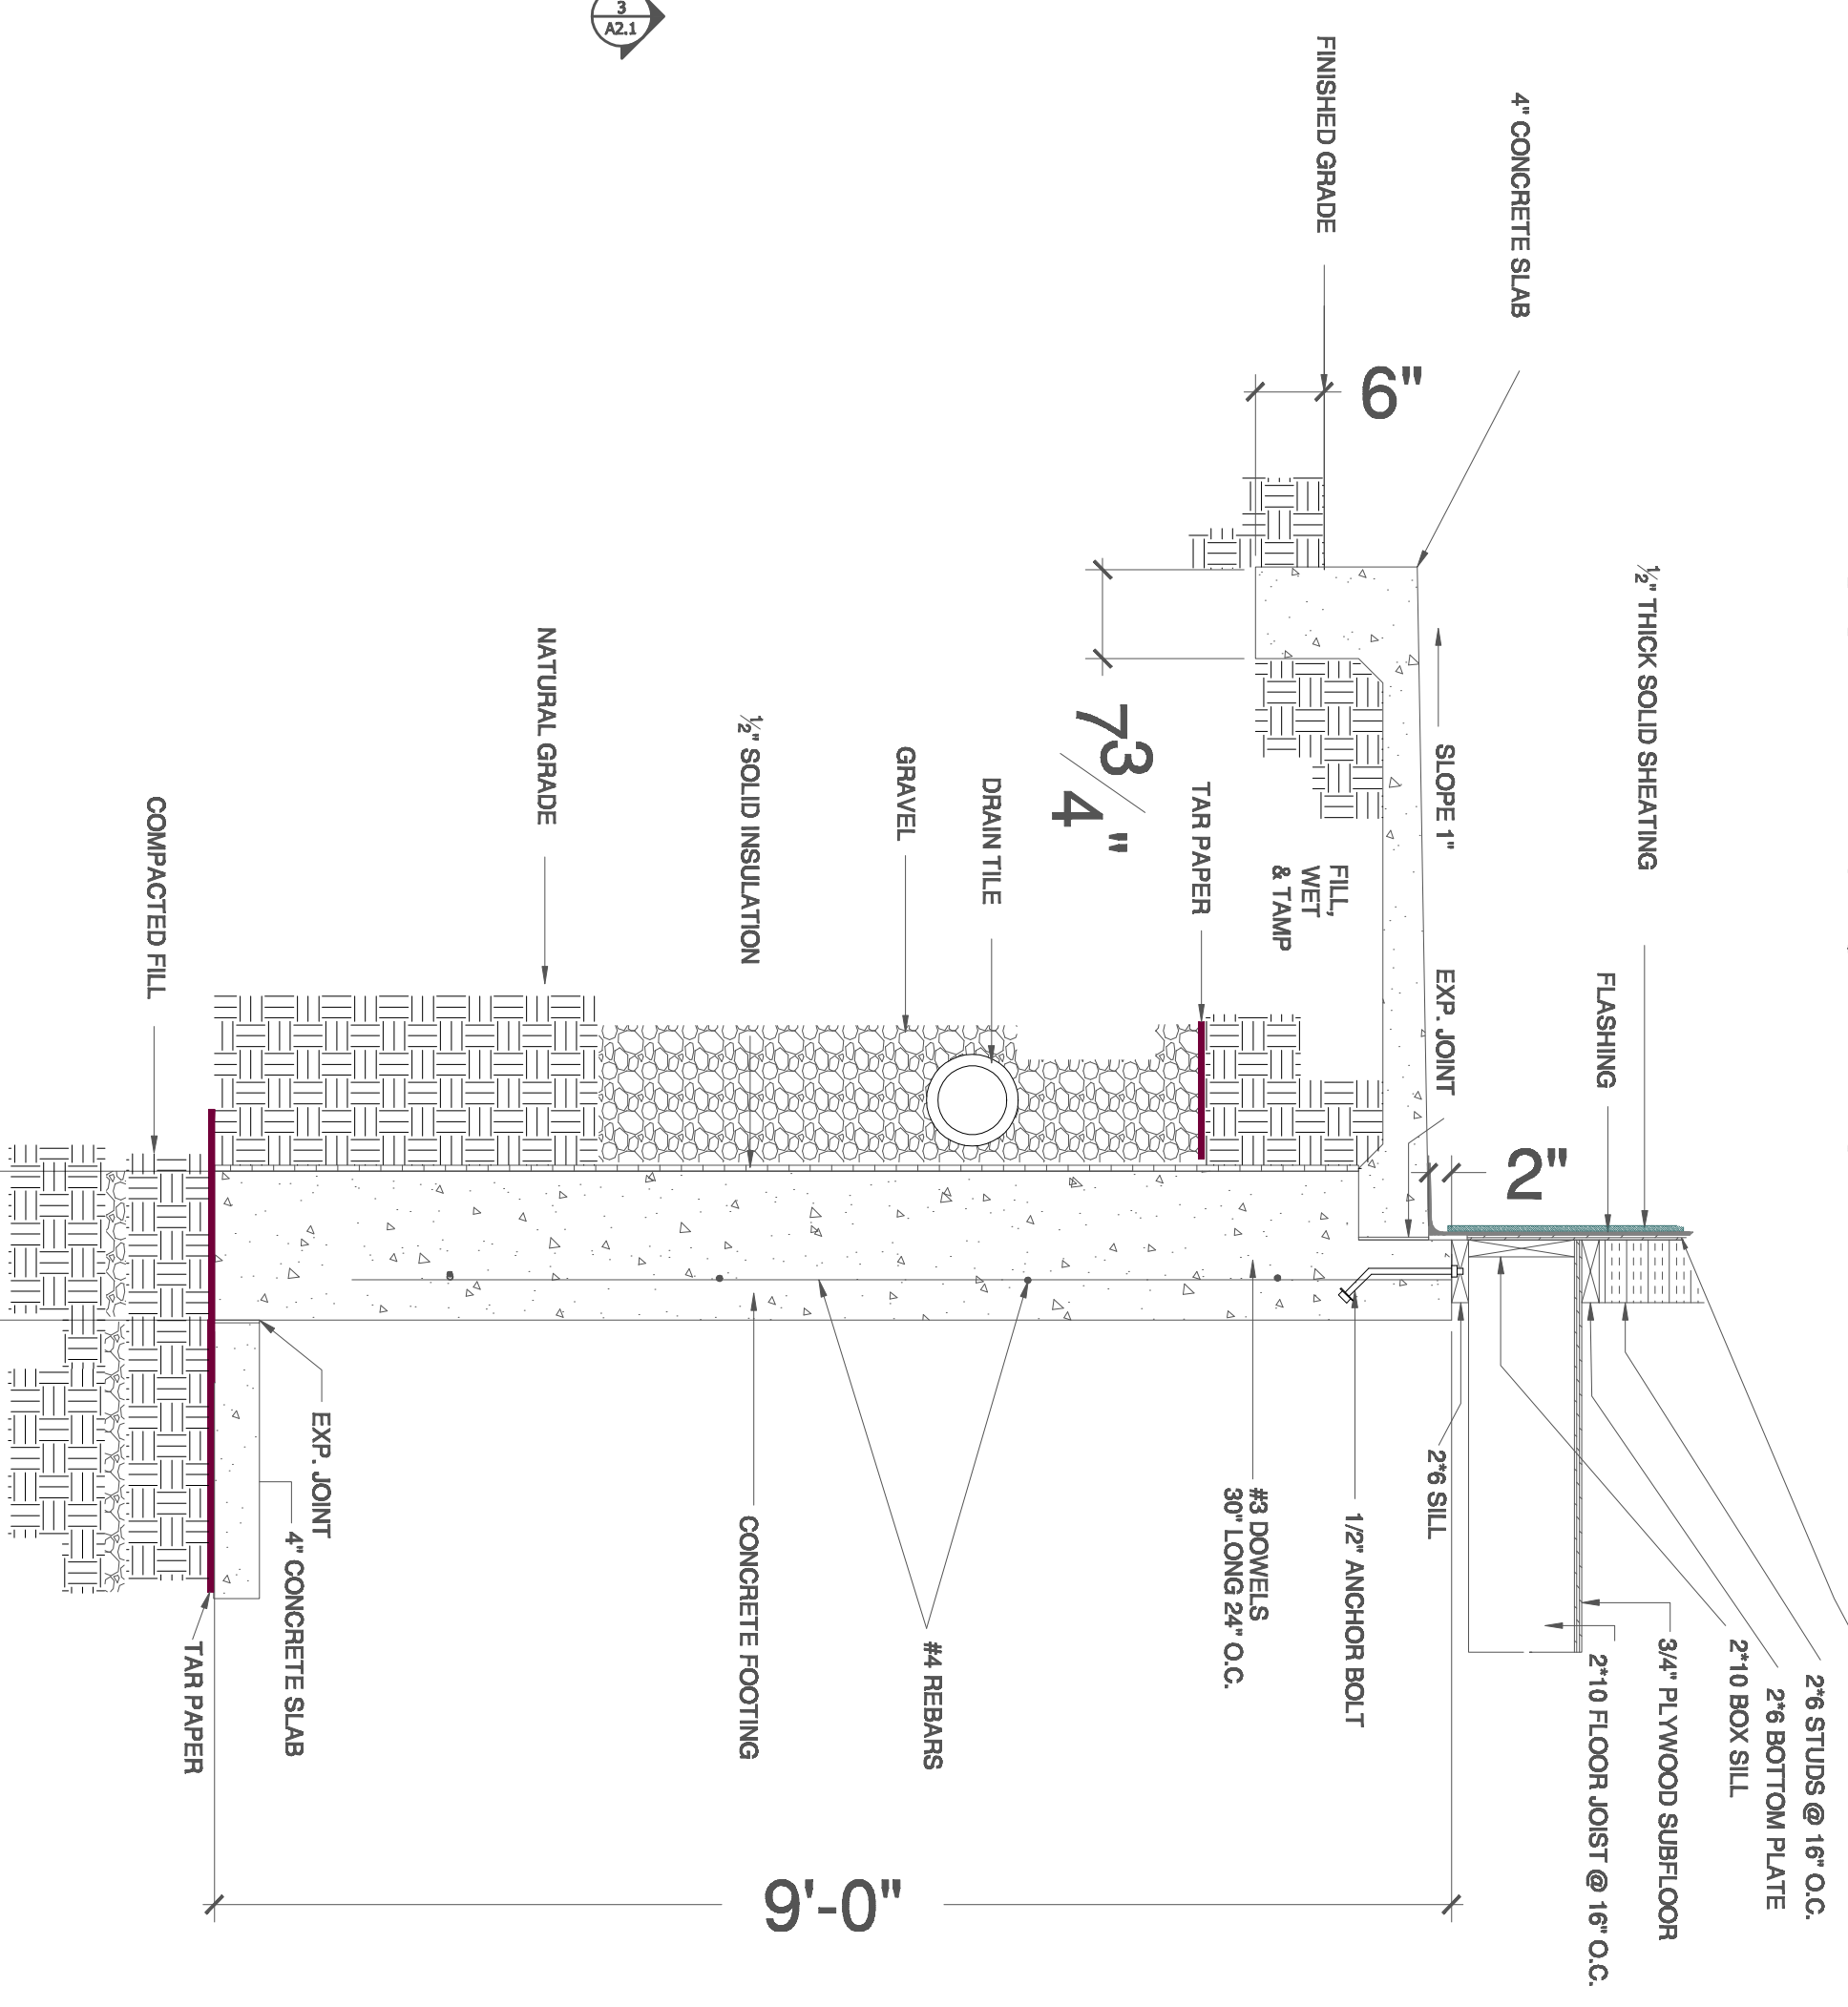 3
A2.1
FINISHED GRADE
4" CONCRETE SLAB
6"
½" THICK SOLID SHEATING
SLOPE 1"
7 3/4"
FILL,
WET
& TAMP
TAR PAPER
DRAIN TILE
GRAVEL
½" SOLID INSULATION
NATURAL GRADE
COMPACTED FILL
EXP. JOINT
FLASHING
2"
2*6 SILL
1/2" ANCHOR BOLT
#3 DOWELS
30" LONG 24" O.C.
#4 REBARS
CONCRETE FOOTING
EXP. JOINT
4" CONCRETE SLAB
TAR PAPER
2*6 STUDS @ 16" O.C.
2*6 BOTTOM PLATE
2*10 BOX SILL
3/4" PLYWOOD SUBFLOOR
2*10 FLOOR JOIST @ 16" O.C.
9'-0"